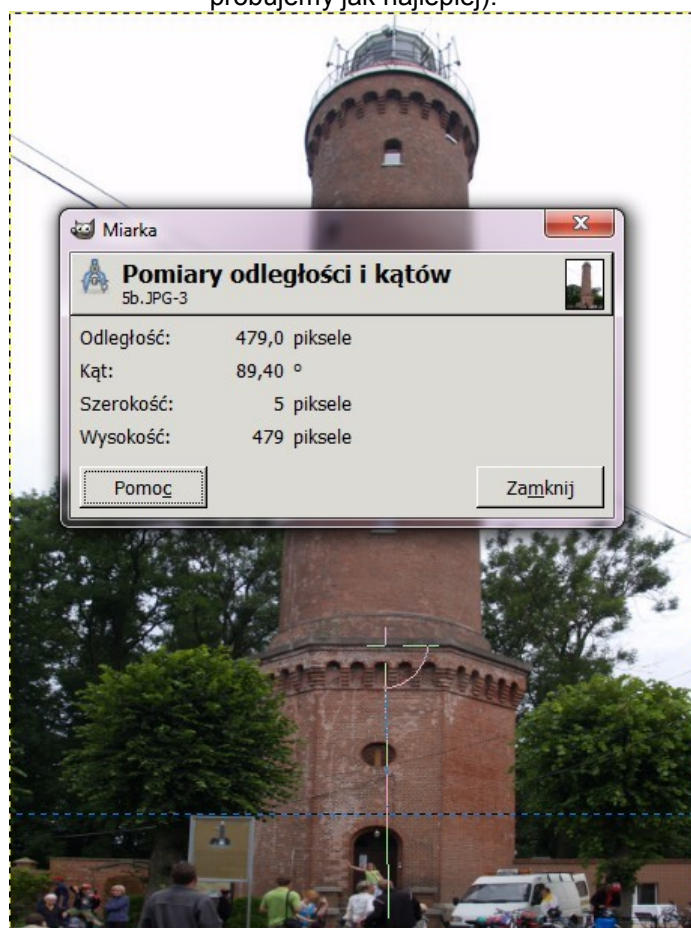 próbujemy jak najlepiej).
Miarka
Pomiary odległości i kątów
5b.JPG-3
Odległość: 479,0 piksele
Kąt: 89,40 °
Szerokość: 5 piksele
Wysokość: 479 piksele
Pomoc
Zamknij